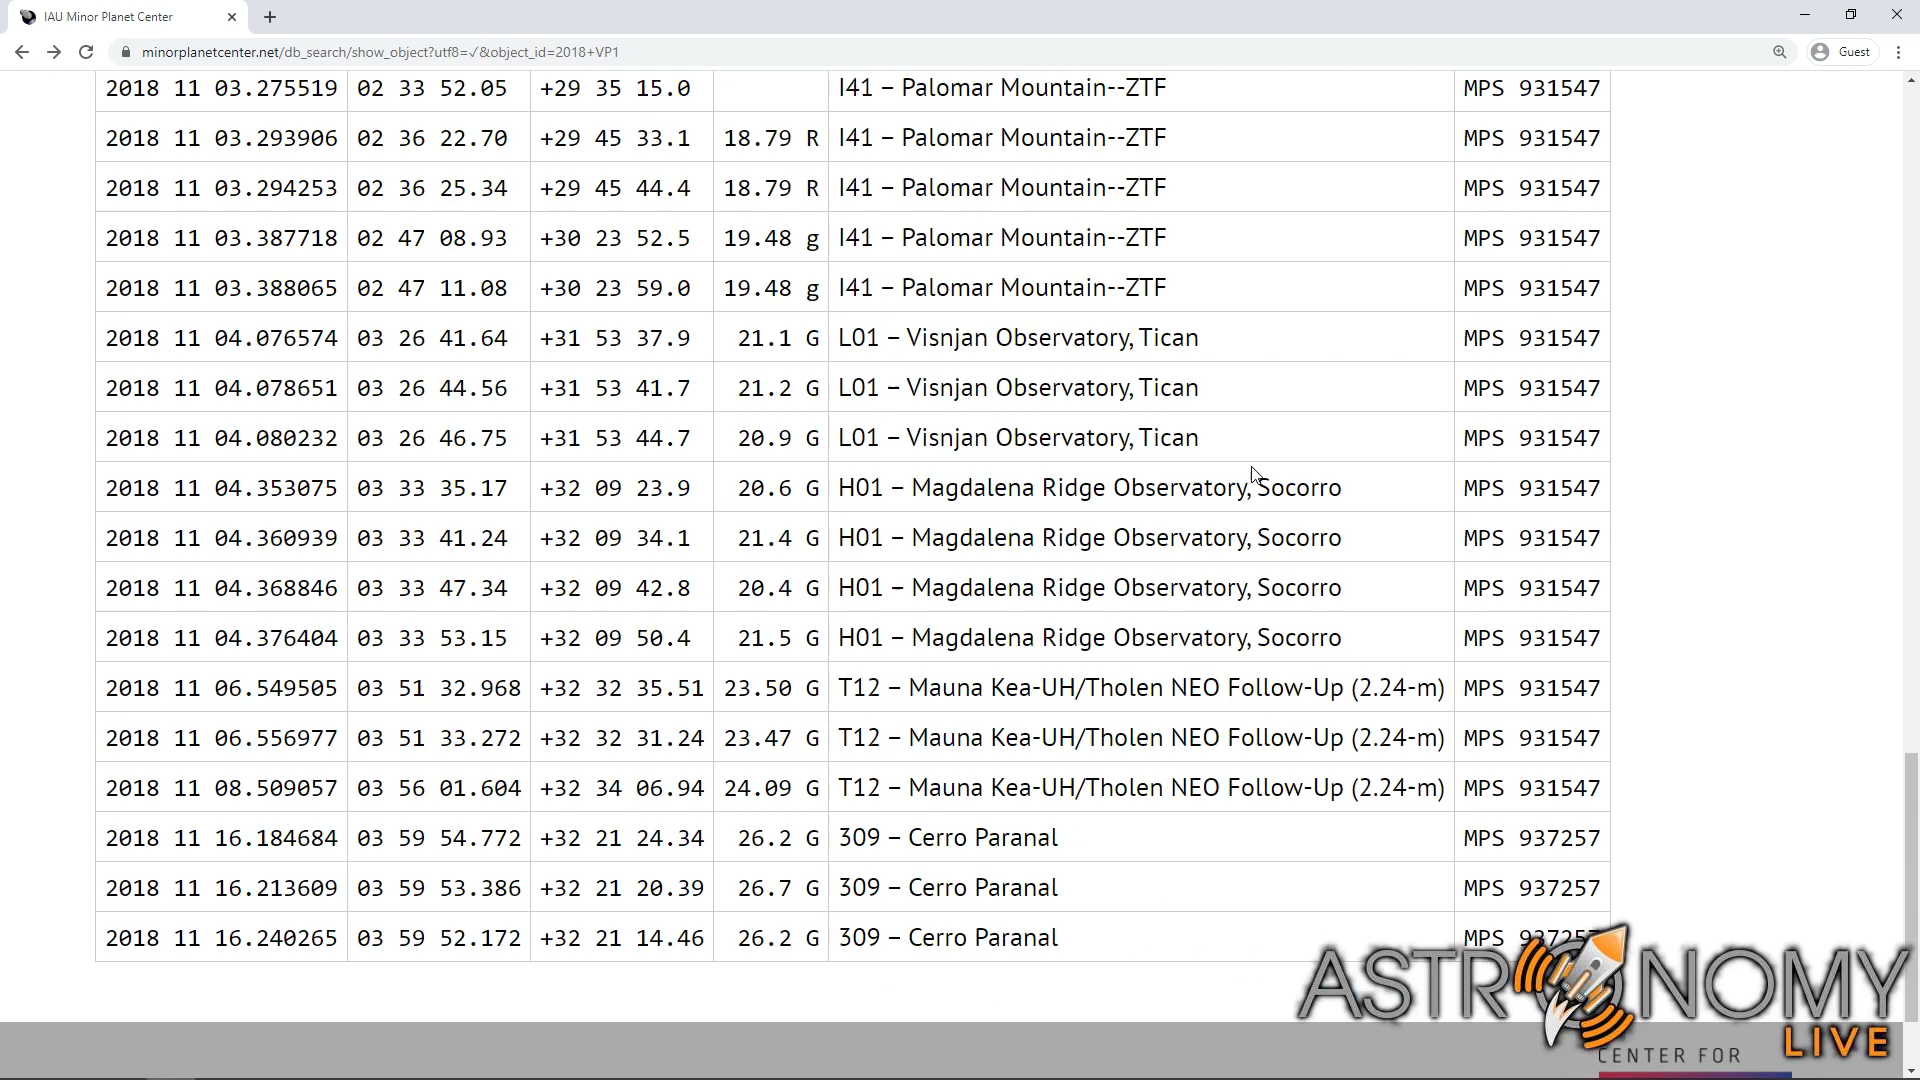 IAU Minor Planet Center
minorplanetcenter.net/db_search/show_object?utf8=✓&object_id=2018+VP1
Guest
2018 11 03.275519 02 33 52.05 +29 35 15.0 I41 – Palomar Mountain--ZTF MPS 931547
2018 11 03.293906 02 36 22.70 +29 45 33.1 18.79 R I41 – Palomar Mountain--ZTF MPS 931547
2018 11 03.294253 02 36 25.34 +29 45 44.4 18.79 R I41 – Palomar Mountain--ZTF MPS 931547
2018 11 03.387718 02 47 08.93 +30 23 52.5 19.48 g I41 – Palomar Mountain--ZTF MPS 931547
2018 11 03.388065 02 47 11.08 +30 23 59.0 19.48 g I41 – Palomar Mountain--ZTF MPS 931547
2018 11 04.076574 03 26 41.64 +31 53 37.9 21.1 G L01 – Visnjan Observatory, Tican MPS 931547
2018 11 04.078651 03 26 44.56 +31 53 41.7 21.2 G L01 – Visnjan Observatory, Tican MPS 931547
2018 11 04.080232 03 26 46.75 +31 53 44.7 20.9 G L01 – Visnjan Observatory, Tican MPS 931547
2018 11 04.353075 03 33 35.17 +32 09 23.9 20.6 G H01 – Magdalena Ridge Observatory, Socorro MPS 931547
2018 11 04.360939 03 33 41.24 +32 09 34.1 21.4 G H01 – Magdalena Ridge Observatory, Socorro MPS 931547
2018 11 04.368846 03 33 47.34 +32 09 42.8 20.4 G H01 – Magdalena Ridge Observatory, Socorro MPS 931547
2018 11 04.376404 03 33 53.15 +32 09 50.4 21.5 G H01 – Magdalena Ridge Observatory, Socorro MPS 931547
2018 11 06.549505 03 51 32.968 +32 32 35.51 23.50 G T12 – Mauna Kea-UH/Tholen NEO Follow-Up (2.24-m) MPS 931547
2018 11 06.556977 03 51 33.272 +32 32 31.24 23.47 G T12 – Mauna Kea-UH/Tholen NEO Follow-Up (2.24-m) MPS 931547
2018 11 08.509057 03 56 01.604 +32 34 06.94 24.09 G T12 – Mauna Kea-UH/Tholen NEO Follow-Up (2.24-m) MPS 931547
2018 11 16.184684 03 59 54.772 +32 21 24.34 26.2 G 309 – Cerro Paranal MPS 937257
2018 11 16.213609 03 59 53.386 +32 21 20.39 26.7 G 309 – Cerro Paranal MPS 937257
2018 11 16.240265 03 59 52.172 +32 21 14.46 26.2 G 309 – Cerro Paranal MPS 937257
ASTRONOMY
LIVE
CENTER FOR